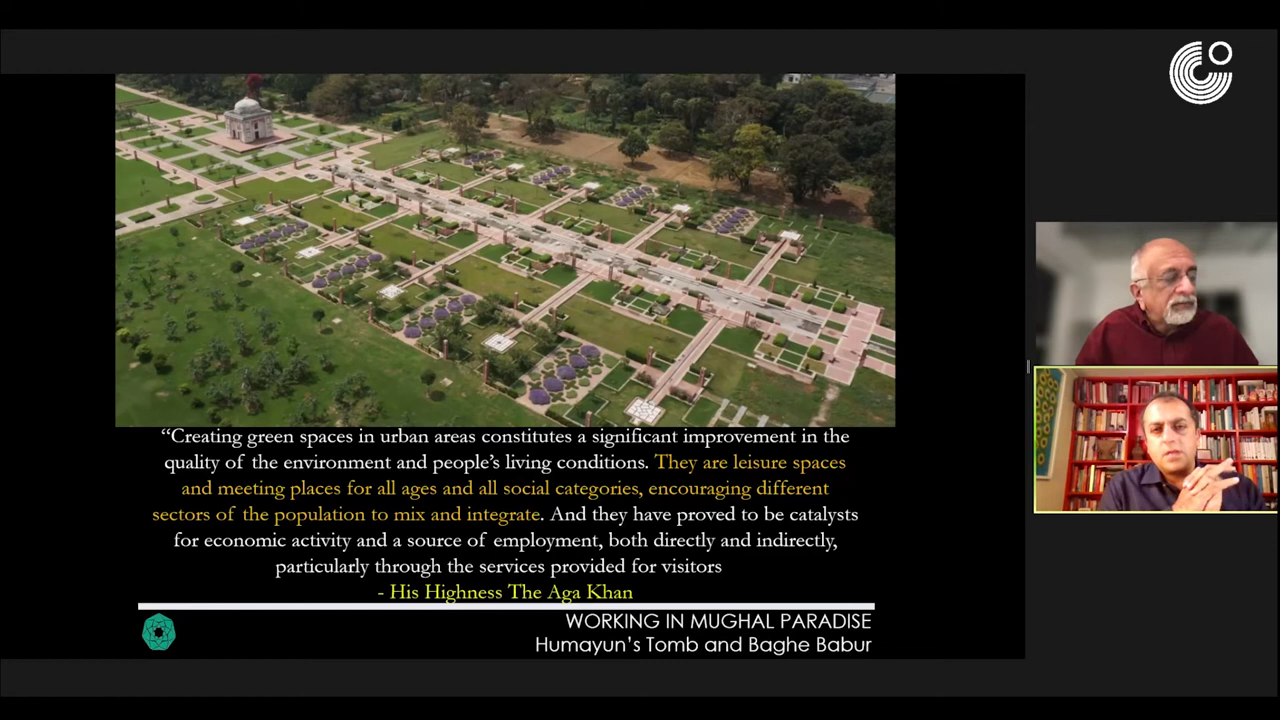 “Creating green spaces in urban areas constitutes a significant improvement in the
quality of the environment and people’s living conditions. They are leisure spaces
and meeting places for all ages and all social categories, encouraging different
sectors of the population to mix and integrate. And they have proved to be catalysts
for economic activity and a source of employment, both directly and indirectly,
particularly through the services provided for visitors
- His Highness The Aga Khan
WORKING IN MUGHAL PARADISE
Humayun’s Tomb and Baghe Babur